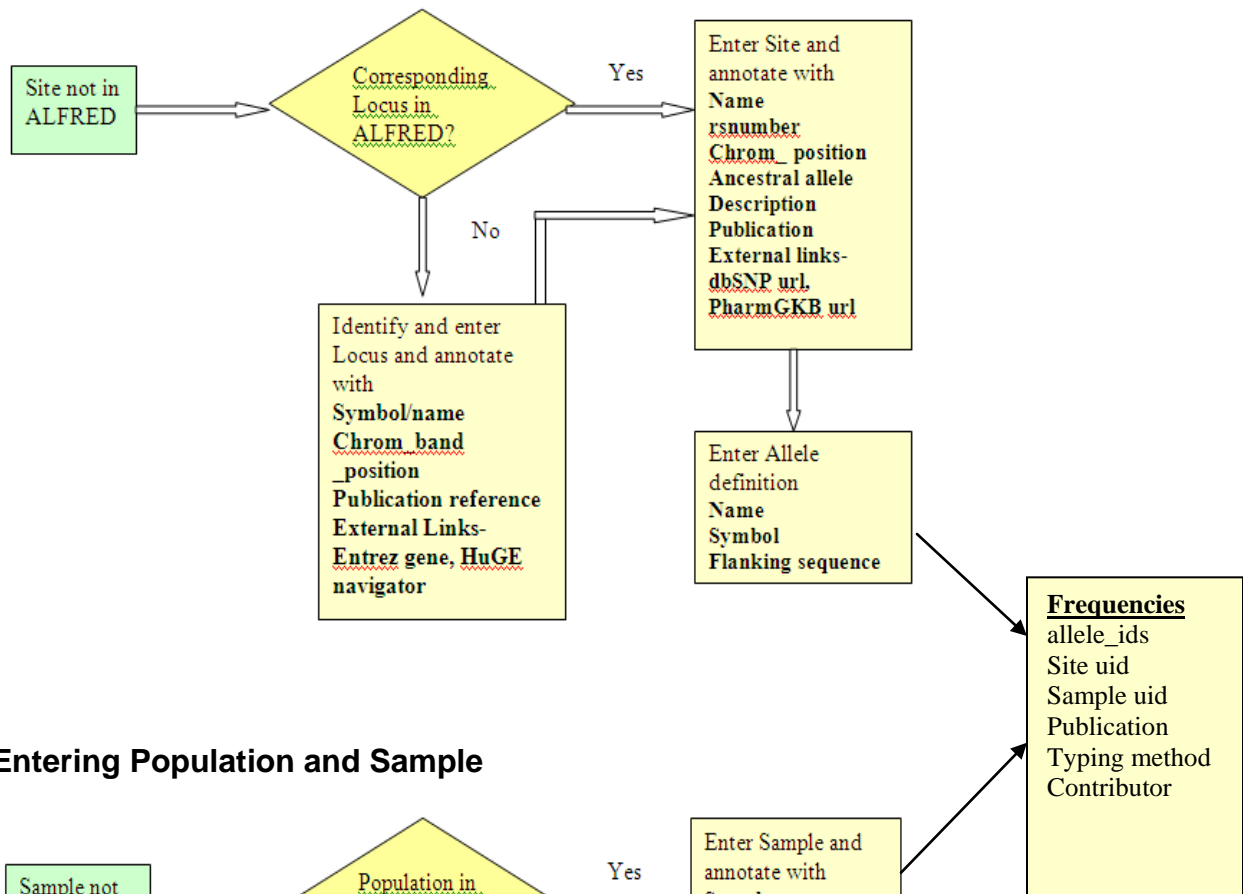 Site not in
ALFRED
Corresponding
Locus in
ALFRED?
Yes
No
Enter Site and
annotate with
Name
rsnumber
Chrom_ position
Ancestral allele
Description
Publication
External links-
dbSNP url,
PharmGKB url
Identify and enter
Locus and annotate
with
Symbol/name
Chrom_band
_position
Publication reference
External Links-
Entrez gene, HuGE
navigator
Enter Allele
definition
Name
Symbol
Flanking sequence
Frequencies
allele_ids
Site uid
Sample uid
Publication
Typing method
Contributor
Entering Population and Sample
Sample not
Population in
Yes
Enter Sample and
annotate with